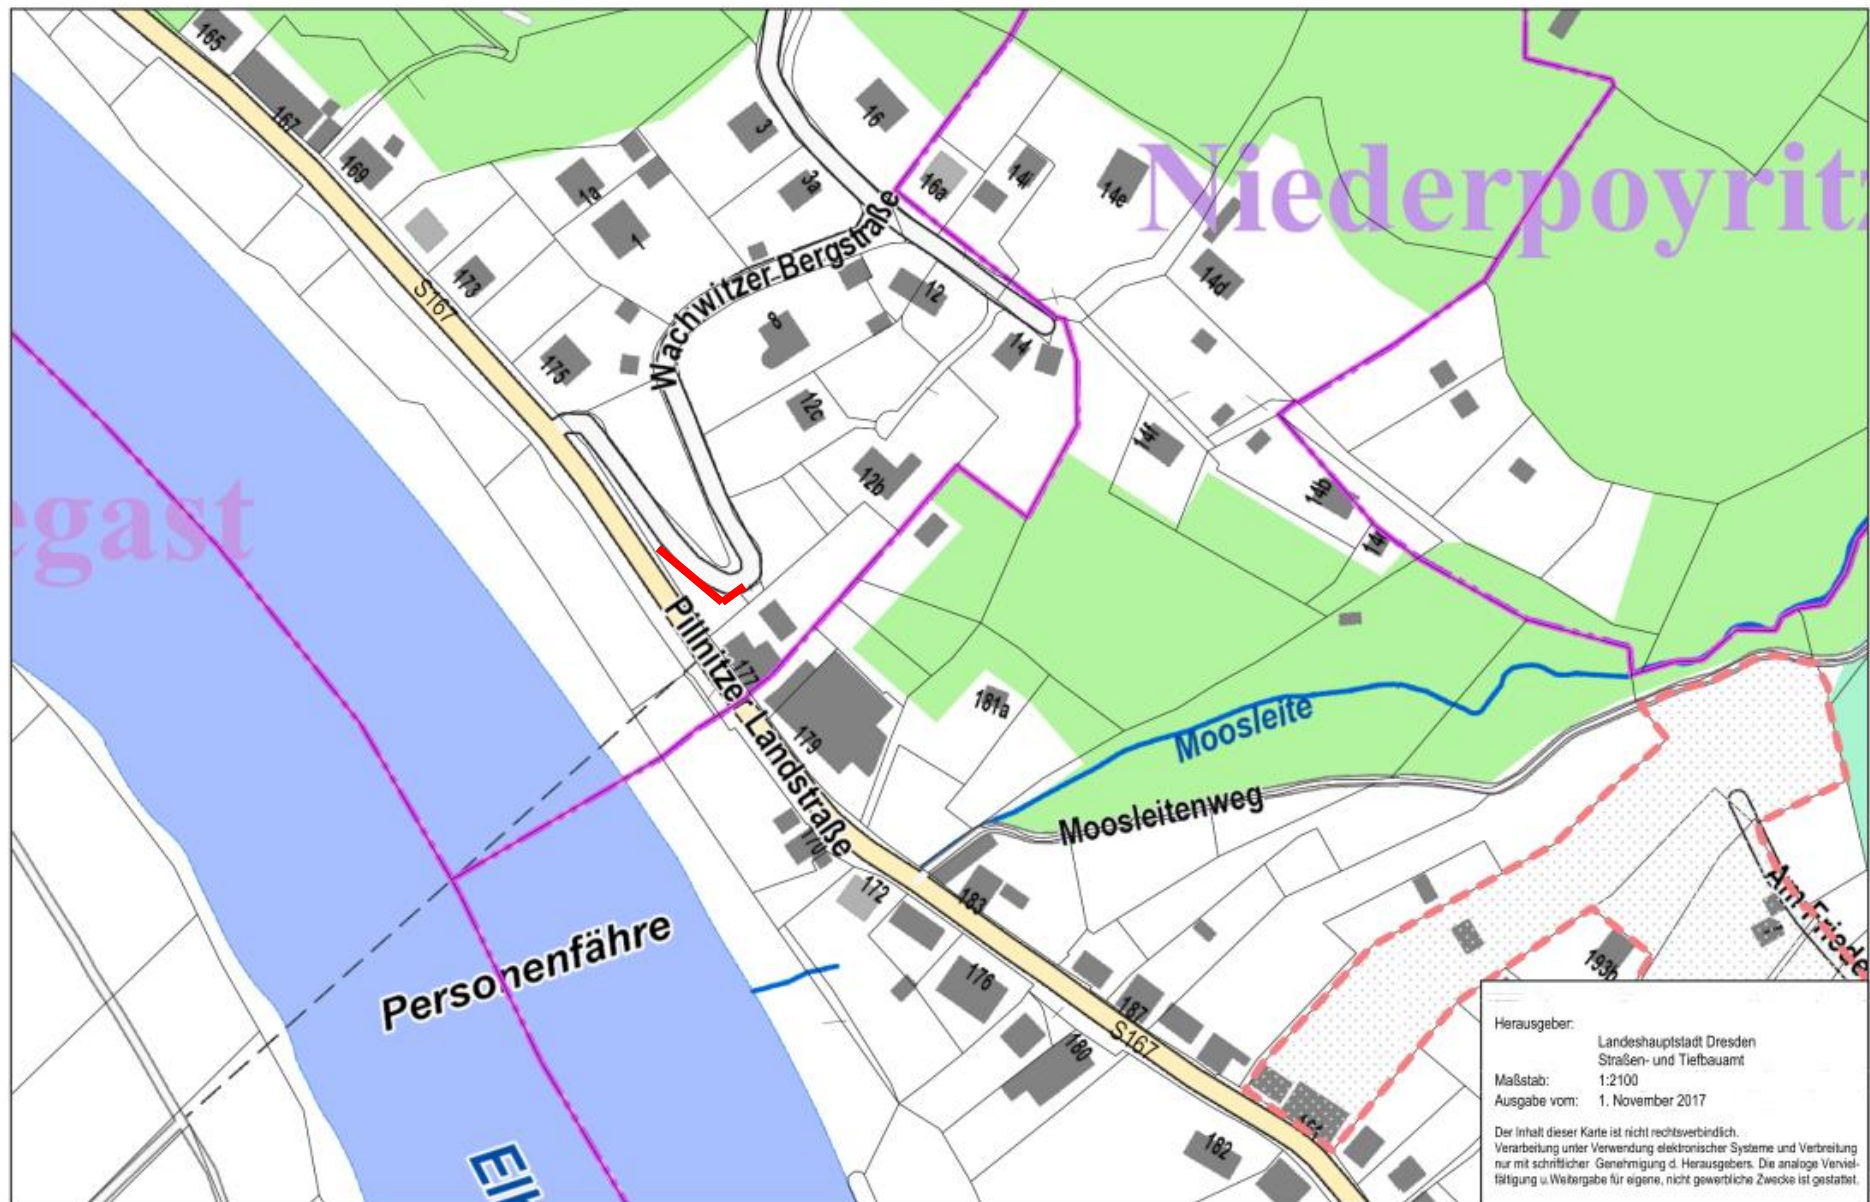 165
167
169
173
S167
175
1a
1
3
3a
16
16a
14i
14e
Niederpoyritz
Wachwitzer-Bergstraße
12
8
14
14d
12c
12b
14f
14b
egast
Pillnitzer Landstraße
177
179
181a
Moosleite
Moosleitenweg
172
183
176
187
S167
180
182
193b
Am Friede
Personenfähre
Elb
Herausgeber:
Landeshauptstadt Dresden
Straßen- und Tiefbauamt
Maßstab: 1:2100
Ausgabe vom: 1. November 2017
Der Inhalt dieser Karte ist nicht rechtsverbindlich.
Verarbeitung unter Verwendung elektronischer Systeme und Verbreitung
nur mit schriftlicher Genehmigung d. Herausgebers. Die analoge Verviel-
fältigung u. Weitergabe für eigene, nicht gewerbliche Zwecke ist gestattet.